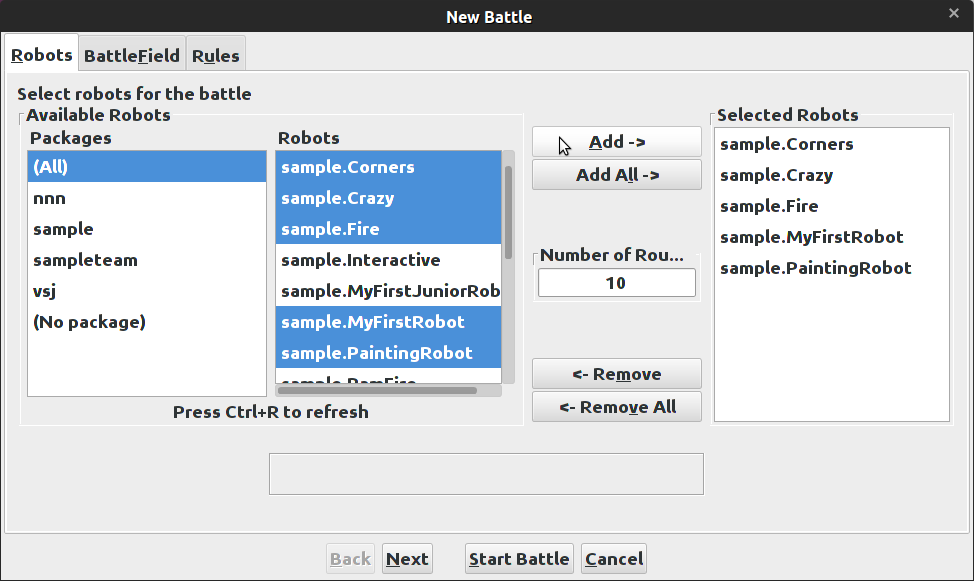 New Battle
Robots BattleField Rules
Select robots for the battle
Available Robots
Packages
(All)
nnn
sample
sampleteam
vsj
(No package)
Robots
sample.Corners
sample.Crazy
sample.Fire
sample.Interactive
sample.MyFirstJuniorRob
sample.MyFirstRobot
sample.PaintingRobot
sample.RamFire
Press Ctrl+R to refresh
Add ->
Add All ->
Number of Rou...
10
<- Remove
<- Remove All
Selected Robots
sample.Corners
sample.Crazy
sample.Fire
sample.MyFirstRobot
sample.PaintingRobot
Back Next Start Battle Cancel